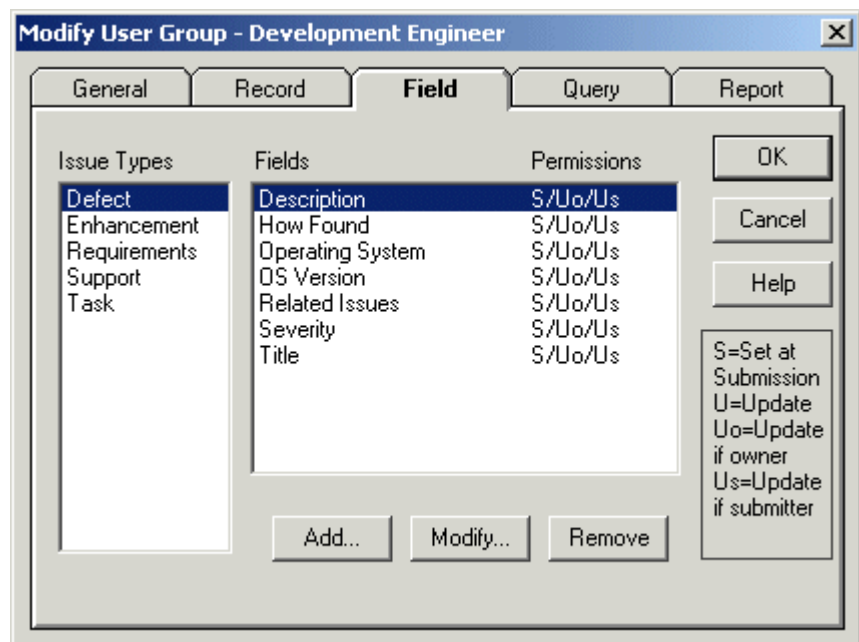 Modify User Group - Development Engineer
General Record Field Query Report
Issue Types Fields Permissions
Defect
Enhancement
Requirements
Support
Task
Description S/Uo/Us
How Found S/Uo/Us
Operating System S/Uo/Us
OS Version S/Uo/Us
Related Issues S/Uo/Us
Severity S/Uo/Us
Title S/Uo/Us
OK
Cancel
Help
S=Set at
Submission
U=Update
Uo=Update
if owner
Us=Update
if submitter
Add... Modify... Remove